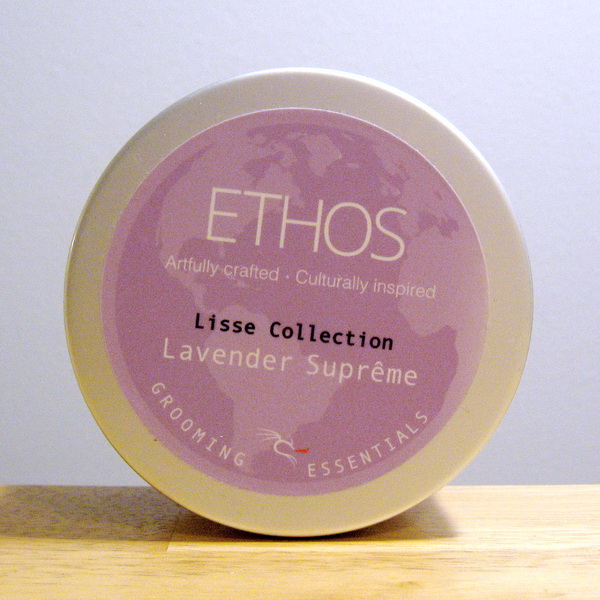 ETHOS
Artfully crafted · Culturally inspired
Lisse Collection
Lavender Suprême
GROOMING ESSENTIALS